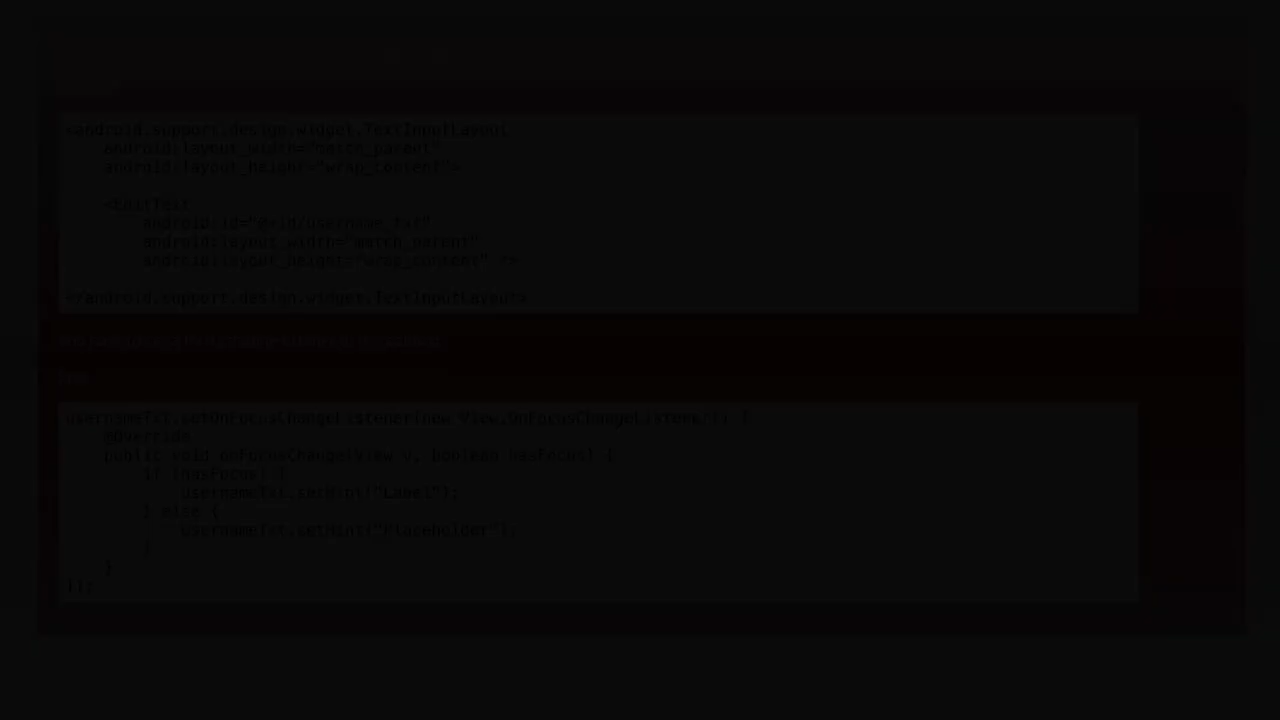 <android.support.design.widget.TextInputLayout
android:layout_width="match_parent"
android:layout_height="wrap_content">
<EditText
android:id="@+id/username_txt"
android:layout_width="match_parent"
android:layout_height="wrap_content" />
</android.support.design.widget.TextInputLayout>
usernameTxt.setOnFocusChangeListener(new View.OnFocusChangeListener() {
@Override
public void onFocusChange(View v, boolean hasFocus) {
if (hasFocus) {
usernameTxt.setHint("Label");
} else {
usernameTxt.setHint("Placeholder");
}
}
});